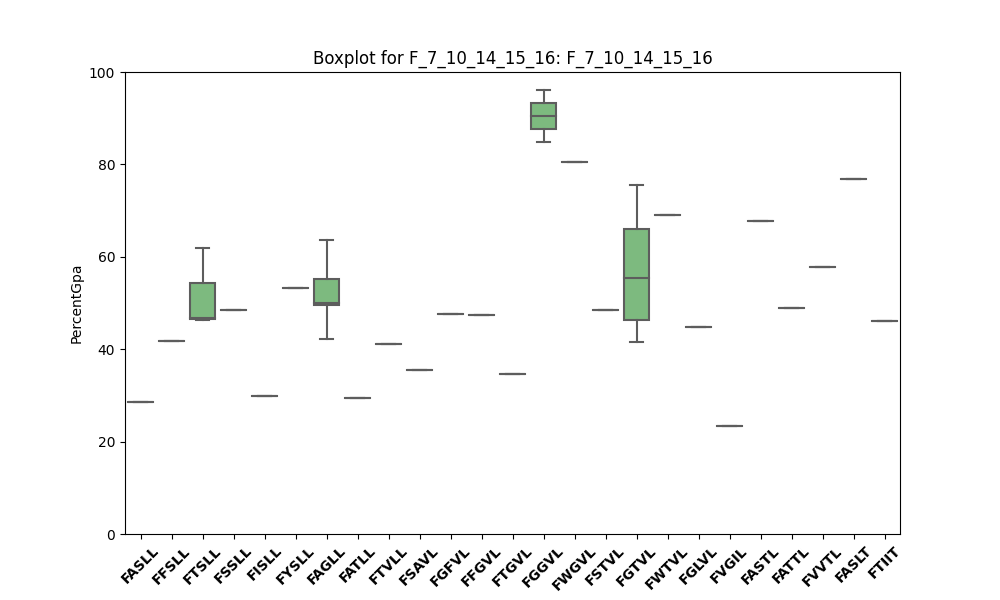 Boxplot for F_7_10_14_15_16: F_7_10_14_15_16
PercentGpa
100
80
60
40
20
0
FASLL
FFSLL
FTSLL
FSSLL
FISLL
FYSLL
FAGLL
FATLL
FTVLL
FSAVL
FGFVL
FFGVL
FTGVL
FGGVL
FWGVL
FSTVL
FGTVL
FWTVL
FGLVL
FVGIL
FASTL
FATTL
FVVTL
FASLT
FTIIT